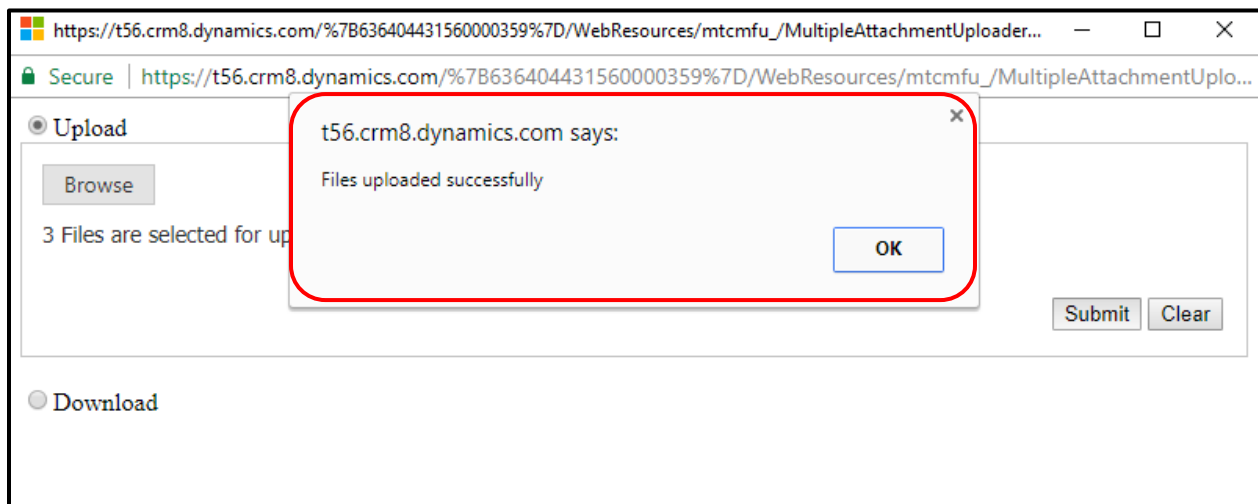 https://t56.crm8.dynamics.com/%7B636404431560000359%7D/WebResources/mtcmfu_/MultipleAttachmentUploader...
Secure | https://t56.crm8.dynamics.com/%7B636404431560000359%7D/WebResources/mtcmfu_/MultipleAttachmentUplo...
Upload
t56.crm8.dynamics.com says:
Files uploaded successfully
OK
Browse
3 Files are selected for up
Submit Clear
Download